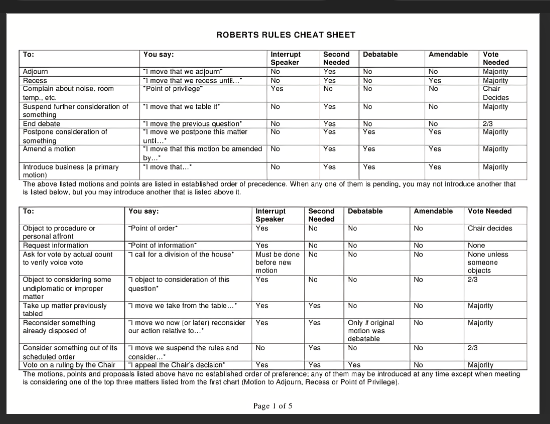 ROBERTS RULES CHEAT SHEET
To: You say: Interrupt Speaker Second Needed Debatable Amendable Vote Needed
Adjourn "I move that we adjourn" No Yes No No Majority
Recess "I move that we recess until…" No Yes No Yes Majority
Complain about noise, room temp., etc. "Point of privilege" Yes No No No Chair Decides
Suspend further consideration of something "I move that we table it" No Yes No No Majority
End debate "I move the previous question" No Yes No No 2/3
Postpone consideration of something "I move we postpone this matter until…" No Yes Yes Yes Majority
Amend a motion "I move that this motion be amended by…" No Yes Yes Yes Majority
Introduce business (a primary motion) "I move that…" No Yes Yes Yes Majority
The above listed motions and points are listed in established order of precedence. When any one of them is pending, you may not introduce another that
is listed below, but you may introduce another that is listed above it.
To: You say: Interrupt Speaker Second Needed Debatable Amendable Vote Needed
Object to procedure or personal affront "Point of order" Yes No No No Chair decides
Request information "Point of information" Yes No No No None
Ask for vote by actual count to verify voice vote "I call for a division of the house" Must be done before new motion No No No None unless someone objects
Object to considering some undiplomatic or improper matter "I object to consideration of this question" Yes No No No 2/3
Take up matter previously tabled "I move we take from the table…" Yes Yes No No Majority
Reconsider something already disposed of "I move we now (or later) reconsider our action relative to…" Yes Yes Only if original motion was debatable No Majority
Consider something out of its scheduled order "I move we suspend the rules and consider…" No Yes No No 2/3
Vote on a ruling by the Chair "I appeal the Chair's decision" Yes Yes Yes No Majority
The motions, points and proposals listed above have no established order of preference; any of them may be introduced at any time except when meeting
is considering one of the top three matters listed from the first chart (Motion to Adjourn, Recess or Point of Privilege).
Page 1 of 5